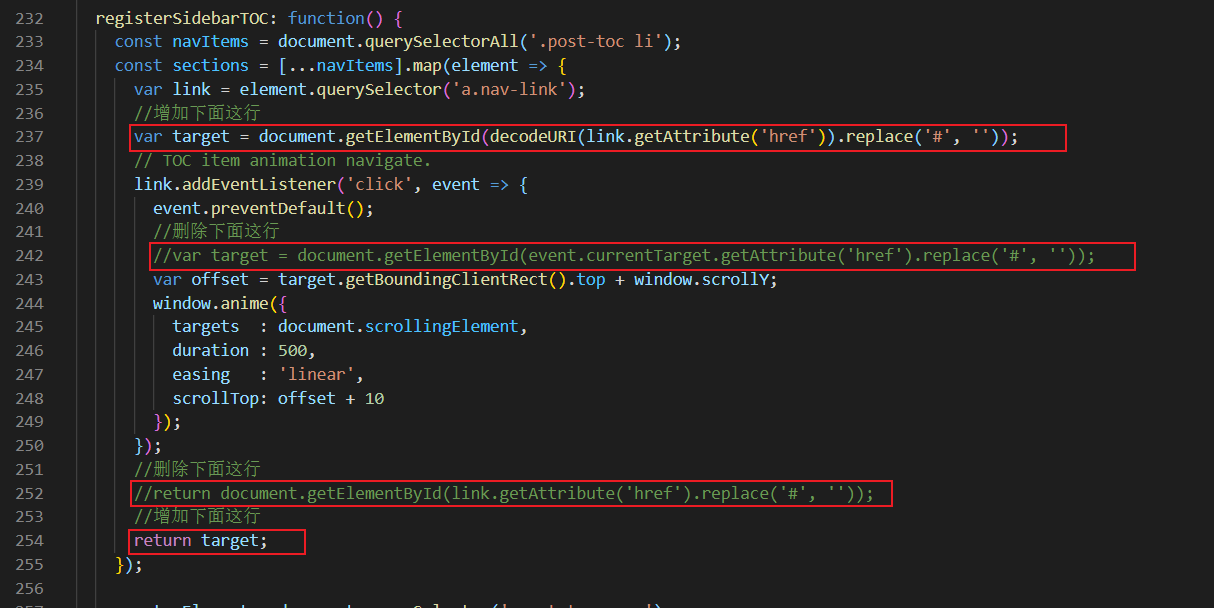 232 registerSidebarTOC: function() {
233 const navItems = document.querySelectorAll('.post-toc li');
234 const sections = [...navItems].map(element => {
235 var link = element.querySelector('a.nav-link');
236 //增加下面这行
237 var target = document.getElementById(decodeURI(link.getAttribute('href')).replace('#', ''));
238 // TOC item animation navigate.
239 link.addEventListener('click', event => {
240 event.preventDefault();
241 //删除下面这行
242 //var target = document.getElementById(event.currentTarget.getAttribute('href').replace('#', ''));
243 var offset = target.getBoundingClientRect().top + window.scrollY;
244 window.anime({
245 targets  : document.scrollingElement,
246 duration : 500,
247 easing   : 'linear',
248 scrollTop: offset + 10
249 });
250 });
251 //删除下面这行
252 //return document.getElementById(link.getAttribute('href').replace('#', ''));
253 //增加下面这行
254 return target;
255 });
256